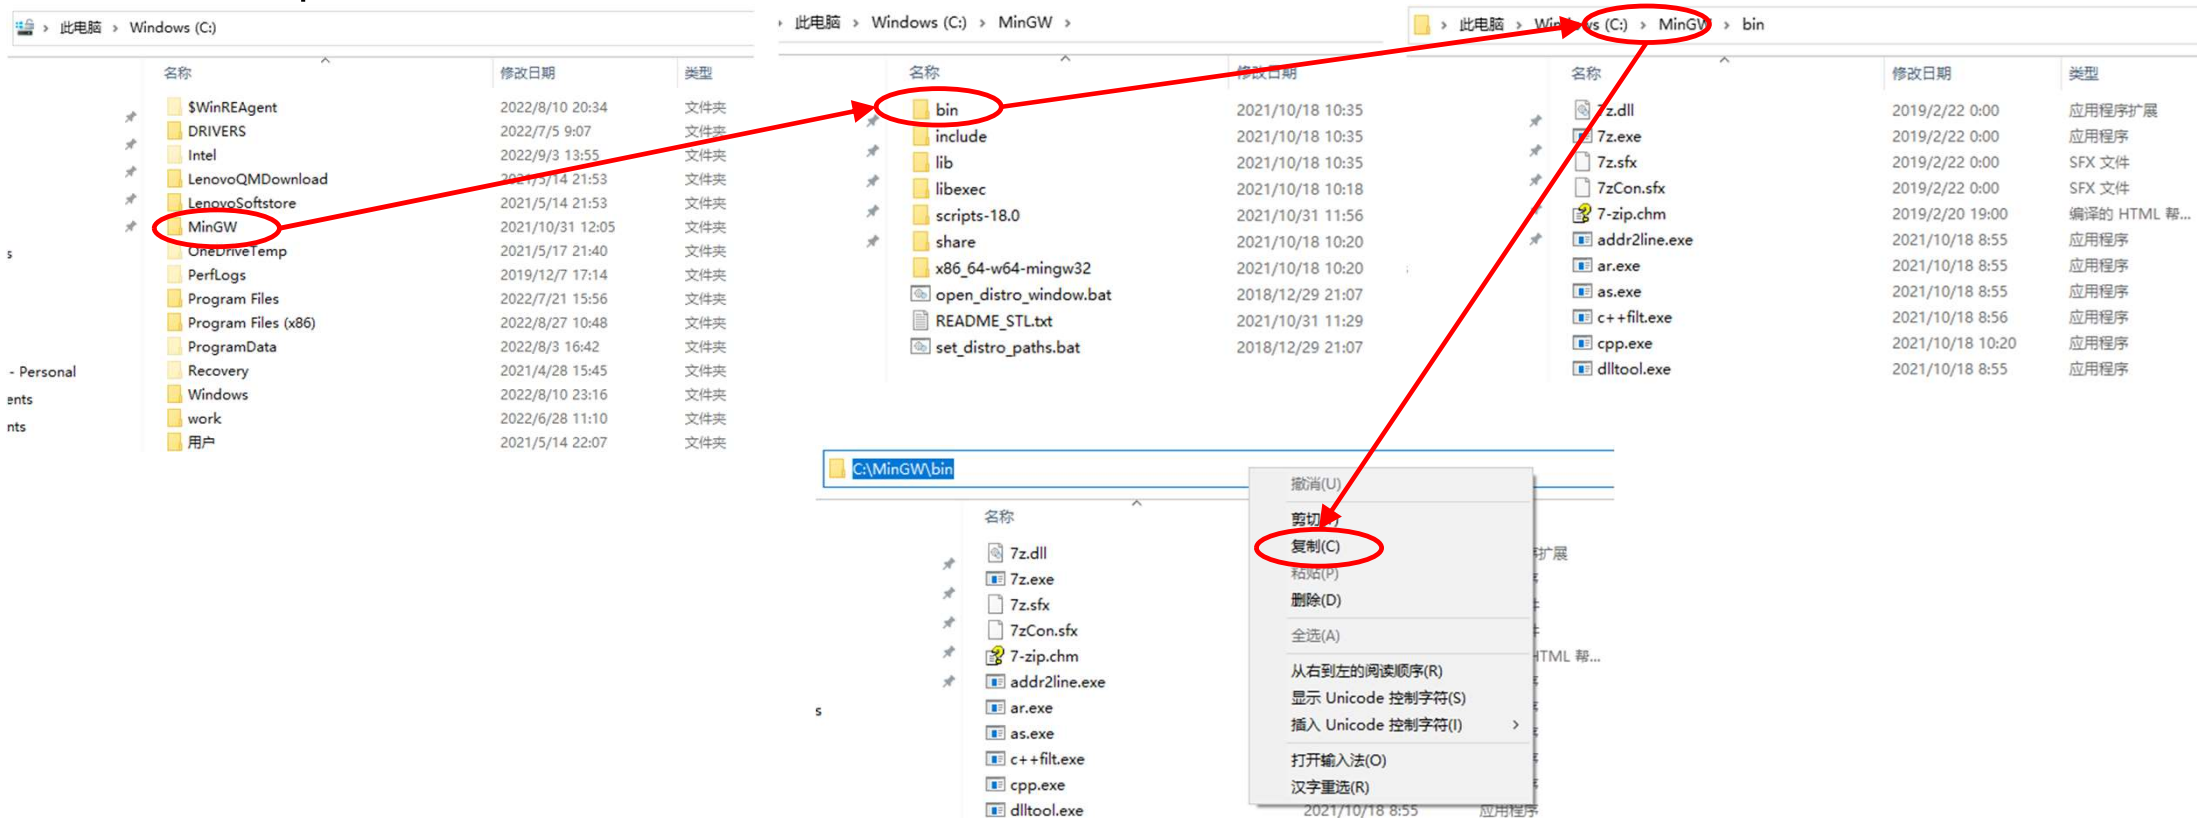 此电脑 › Windows (C:)
名称 修改日期 类型
$WinREAgent 2022/8/10 20:34 文件夹
DRIVERS 2022/7/5 9:07 文件夹
Intel 2022/9/3 13:55 文件夹
LenovoQMDownload 2021/5/14 21:53 文件夹
LenovoSoftstore 2021/5/14 21:53 文件夹
MinGW 2021/10/31 12:05 文件夹
OneDriveTemp 2021/5/17 21:40 文件夹
PerfLogs 2019/12/7 17:14 文件夹
Program Files 2022/7/21 15:56 文件夹
Program Files (x86) 2022/8/27 10:48 文件夹
ProgramData 2022/8/3 16:42 文件夹
Recovery 2021/4/28 15:45 文件夹
Windows 2022/8/10 23:16 文件夹
work 2022/6/28 11:10 文件夹
用户 2021/5/14 22:07 文件夹
s
- Personal
ents
nts
› 此电脑 › Windows (C:) › MinGW ›
名称 修改日期
bin 2021/10/18 10:35
include 2021/10/18 10:35
lib 2021/10/18 10:35
libexec 2021/10/18 10:18
scripts-18.0 2021/10/31 11:56
share 2021/10/18 10:20
x86_64-w64-mingw32 2021/10/18 10:20
open_distro_window.bat 2018/12/29 21:07
README_STL.txt 2021/10/31 11:29
set_distro_paths.bat 2018/12/29 21:07
› 此电脑 › Windows (C:) › MinGW › bin
名称 修改日期 类型
7z.dll 2019/2/22 0:00 应用程序扩展
7z.exe 2019/2/22 0:00 应用程序
7z.sfx 2019/2/22 0:00 SFX 文件
7zCon.sfx 2019/2/22 0:00 SFX 文件
7-zip.chm 2019/2/20 19:00 编译的 HTML 帮...
addr2line.exe 2021/10/18 8:55 应用程序
ar.exe 2021/10/18 8:55 应用程序
as.exe 2021/10/18 8:55 应用程序
c++filt.exe 2021/10/18 8:56 应用程序
cpp.exe 2021/10/18 10:20 应用程序
dlltool.exe 2021/10/18 8:55 应用程序
C:\MinGW\bin
名称
7z.dll
7z.exe
7z.sfx
7zCon.sfx
7-zip.chm HTML 帮...
addr2line.exe
ar.exe
as.exe
c++filt.exe
cpp.exe
dlltool.exe 2021/10/18 8:55 应用程序
s
撤消(U)
剪切(T)
复制(C)
粘贴(P)
删除(D)
全选(A)
从右到左的阅读顺序(R)
显示 Unicode 控制字符(S)
插入 Unicode 控制字符(I) ›
打开输入法(O)
汉字重选(R)